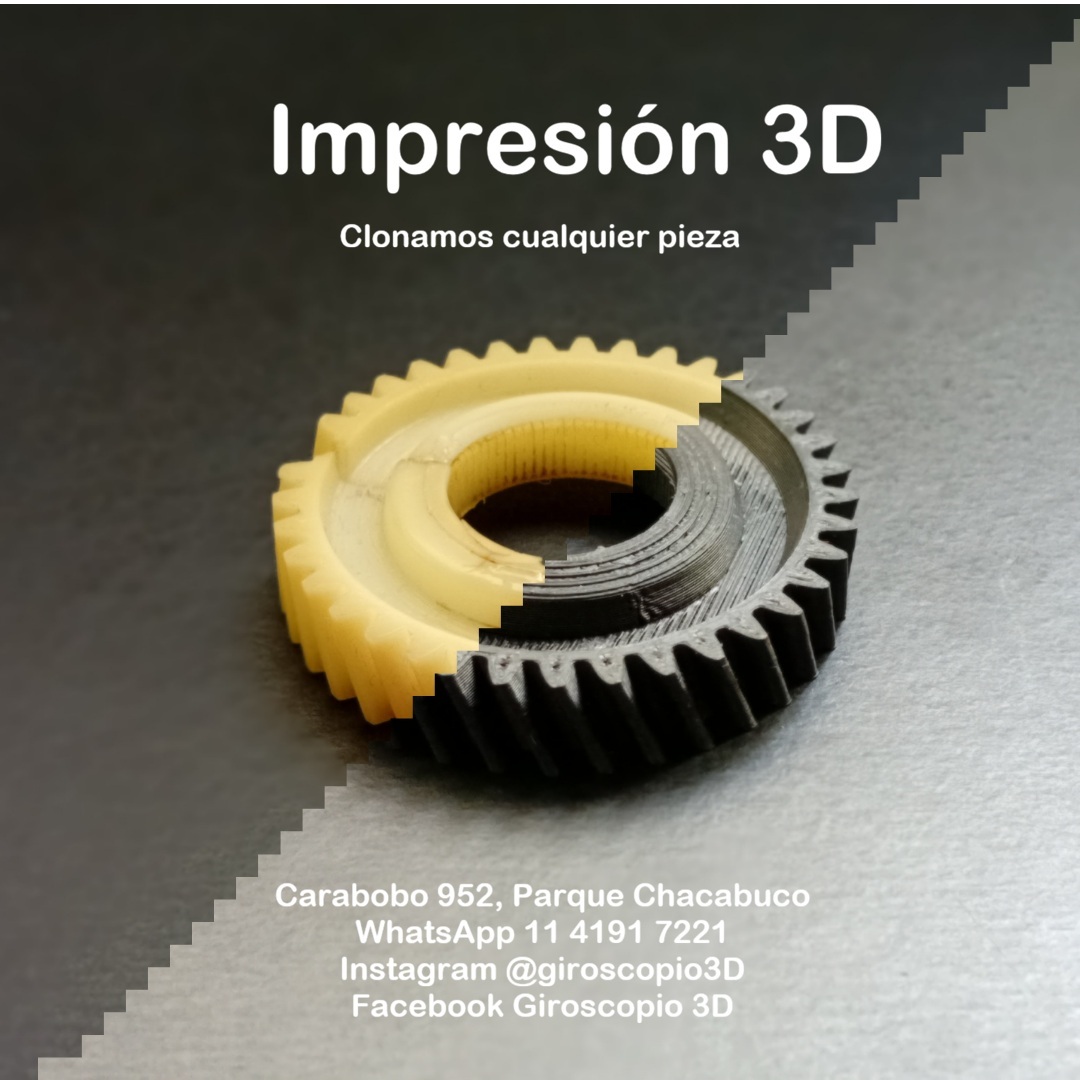 Impresión 3D
Clonamos cualquier pieza
Carabobo 952, Parque Chacabuco
WhatsApp 11 4191 7221
Instagram @giroscopio3D
Facebook Giroscopio 3D